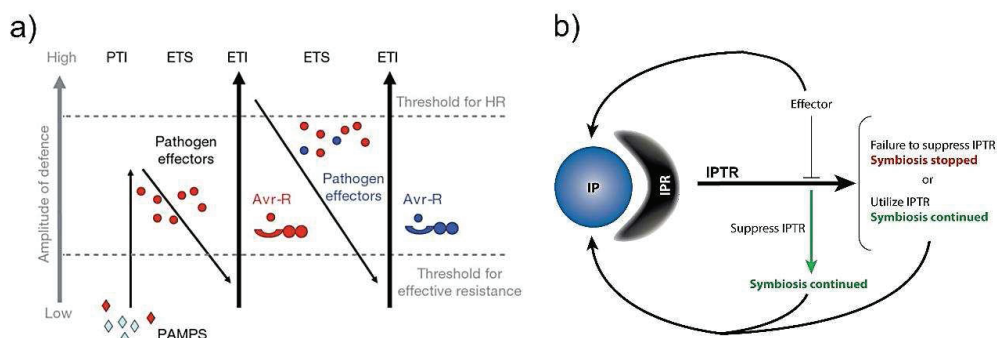 a)
High
PTI
ETS
ETI
ETS
ETI
Threshold for HR
Pathogen
effectors
Pathogen
effectors
Avr-R
Avr-R
Amplitude of defence
Threshold for
effective resistance
Low
PAMPS
b)
Effector
IP
IPR
IPTR
Failure to suppress IPTR
Symbiosis stopped
or
Utilize IPTR
Symbiosis continued
Suppress IPTR
Symbiosis continued